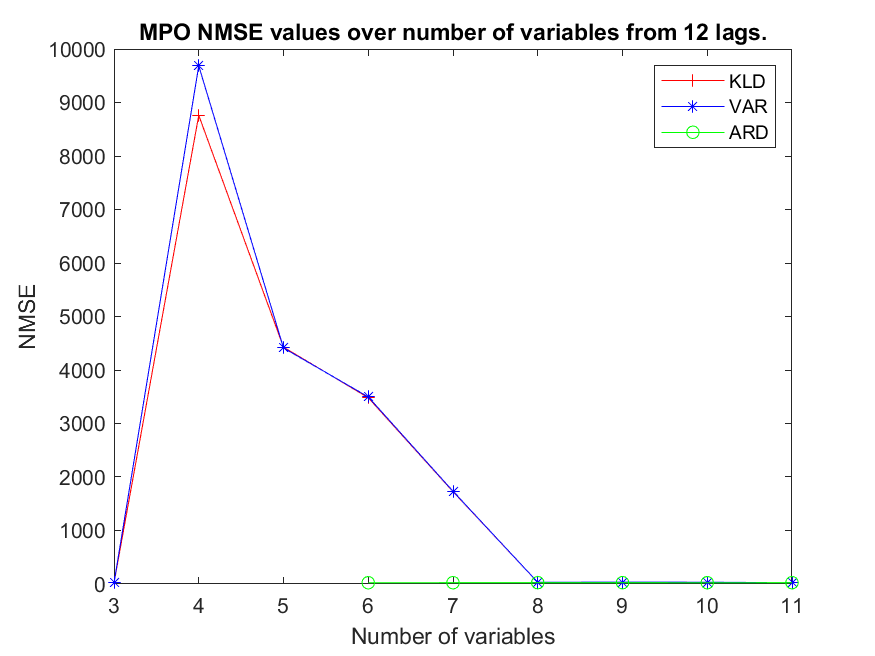 MPO NMSE values over number of variables from 12 lags.
10000
9000
8000
7000
6000
5000
4000
3000
2000
1000
0
NMSE
KLD
VAR
ARD
3 4 5 6 7 8 9 10 11
Number of variables